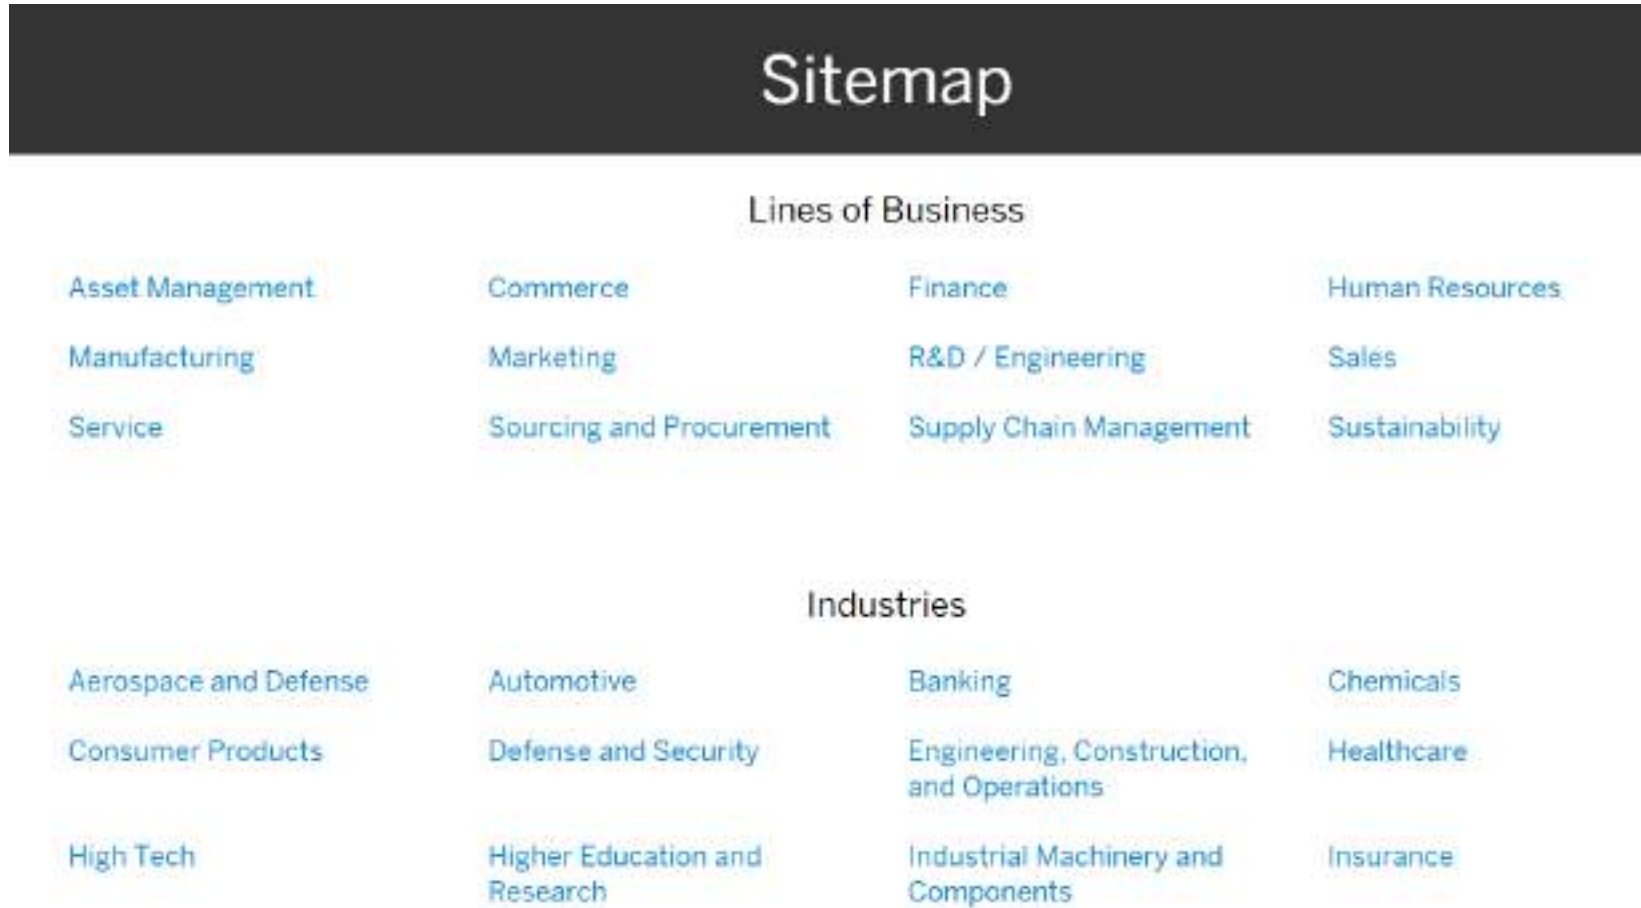 Sitemap
Lines of Business
Asset Management
Commerce
Finance
Human Resources
Manufacturing
Marketing
R&D / Engineering
Sales
Service
Sourcing and Procurement
Supply Chain Management
Sustainability
Industries
Aerospace and Defense
Automotive
Banking
Chemicals
Consumer Products
Defense and Security
Engineering, Construction,
and Operations
Healthcare
High Tech
Higher Education and
Research
Industrial Machinery and
Components
Insurance